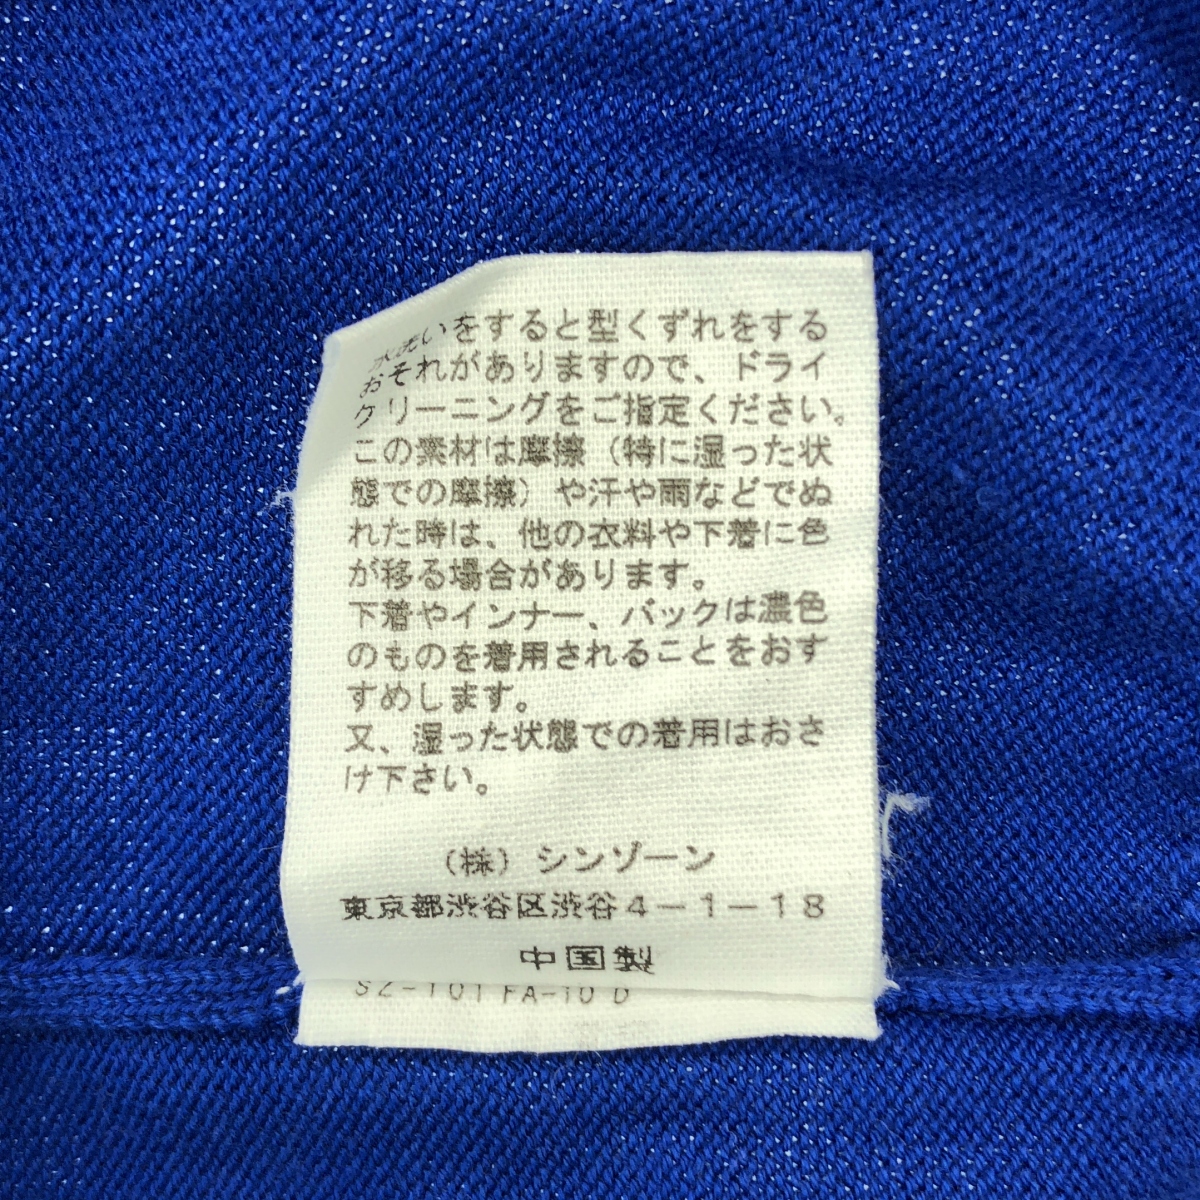 水洗いをすると型くずれをする
おそれがありますので、ドライ
クリーニングをご指定ください。
この素材は摩擦（特に湿った状
態での摩擦）や汗や雨などでぬ
れた時は、他の衣料や下着に色
が移る場合があります。
下着やインナー、バックは濃色
のものを着用されることをおす
すめします。
又、湿った状態での着用はおさ
け下さい。
（株）シンゾーン
東京都渋谷区渋谷4－1－18
中国製